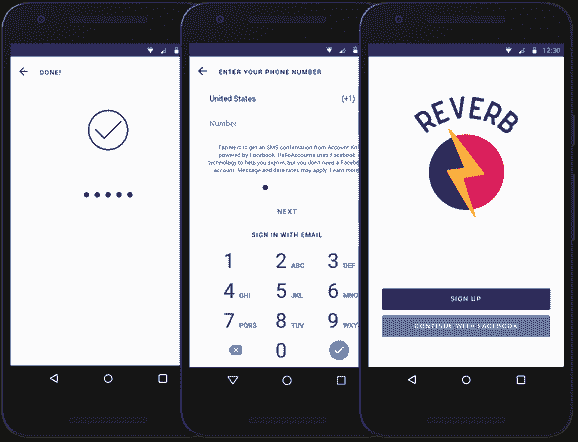 DONE!
ENTER YOUR PHONE NUMBER
United States (+1)
Number
Tap Next to get an SMS confirmation from Account Kit
powered by Facebook. uses Facebook
technology to help you sign in, but you don't need a Facebook
account. Message and data rates may apply. Learn more
NEXT
SIGN IN WITH EMAIL
1 2 ABC 3 DEF
4 GHI 5 JKL 6 MNO
7 PQRS 8 TUV 9 WXY
0
12:30
REVERB
SIGN UP
CONTINUE WITH FACEBOOK